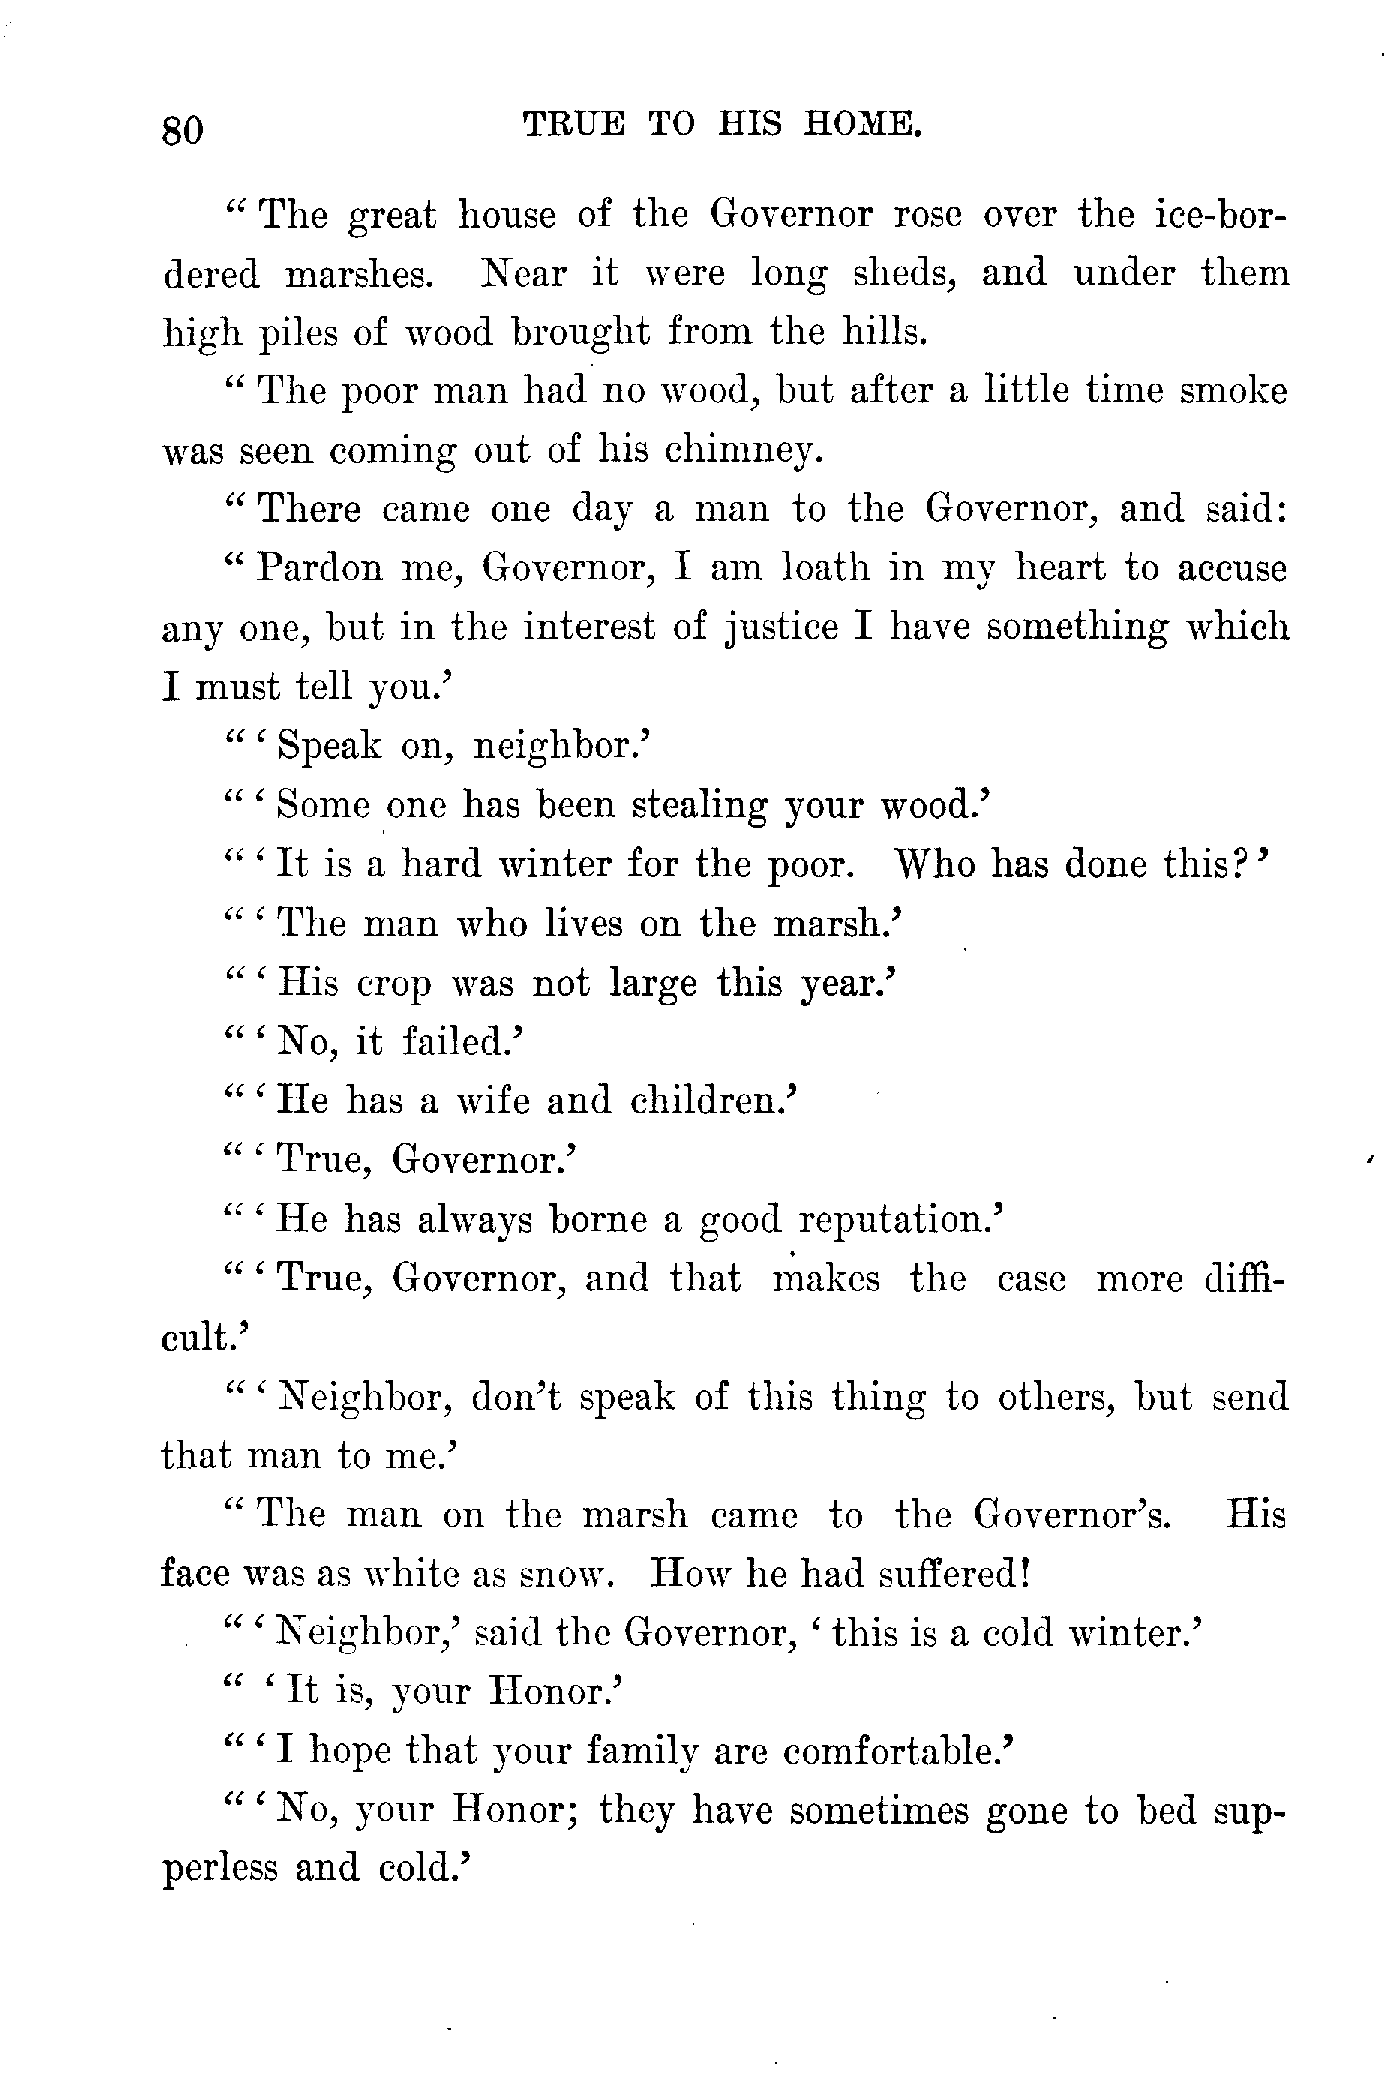 80 TRUE TO HIS HOME.
“ The great house of the Governor rose over the ice-bor-
dered marshes. Near it were long sheds, and under them
high piles of wood brought from the hills.
“ The poor man had no wood, but after a little time smoke
was seen coming out of his chimney.
“ There came one day a man to the Governor, and said:
“ Pardon me, Governor, I am loath in my heart to accuse
any one, but in the interest of justice I have something which
I must tell you.’
“ ‘ Speak on, neighbor.’
“ ‘ Some one has been stealing your wood.’
“ ‘ It is a hard winter for the poor. Who has done this? ’
“ ‘ The man who lives on the marsh.’
“ ‘ His crop was not large this year.’
“ ‘ No, it failed.’
“ ‘ He has a wife and children.’
“ ‘ True, Governor.’
“ ‘ He has always borne a good reputation.’
“ ‘ True, Governor, and that makes the case more diffi-
cult.’
“ ‘ Neighbor, don’t speak of this thing to others, but send
that man to me.’
“ The man on the marsh came to the Governor’s. His
face was as white as snow. How he had suffered!
“ ‘ Neighbor,’ said the Governor, ‘ this is a cold winter.’
“ ‘ It is, your Honor.’
“ ‘ I hope that your family are comfortable.’
“ ‘ No, your Honor; they have sometimes gone to bed sup-
perless and cold.’